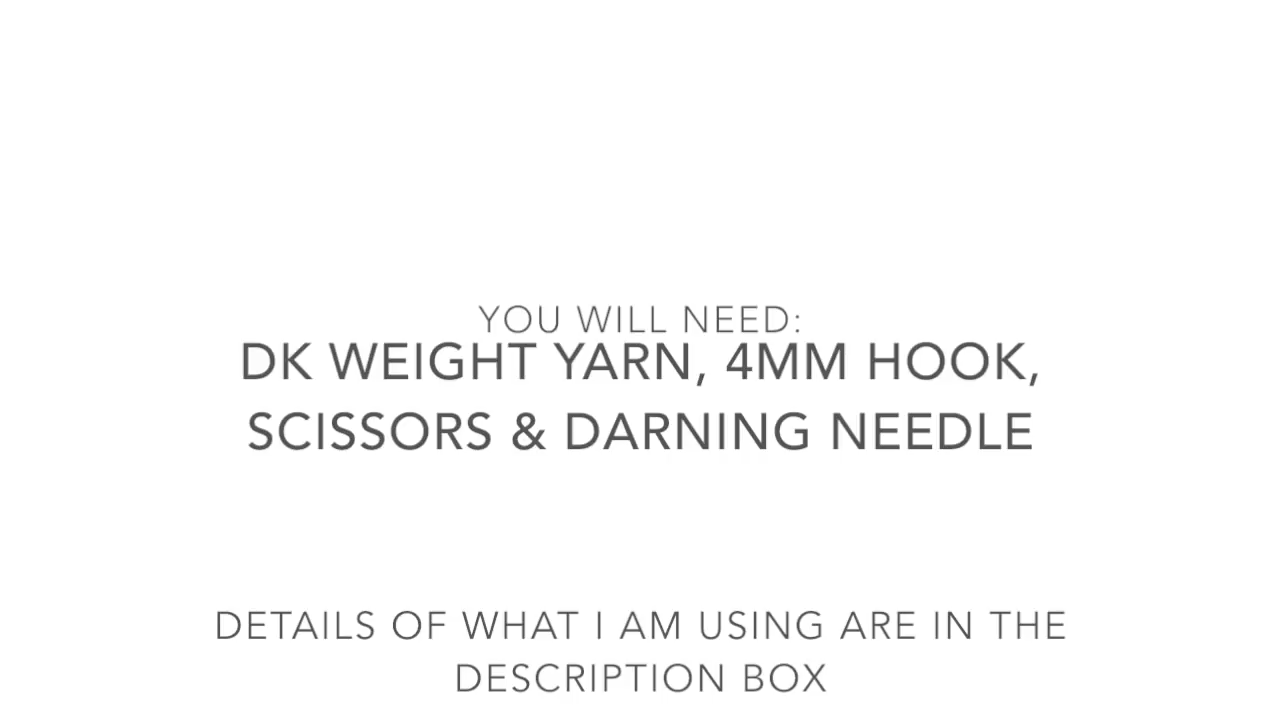 YOU WILL NEED:
DK WEIGHT YARN, 4MM HOOK,
SCISSORS & DARNING NEEDLE
DETAILS OF WHAT I AM USING ARE IN THE
DESCRIPTION BOX